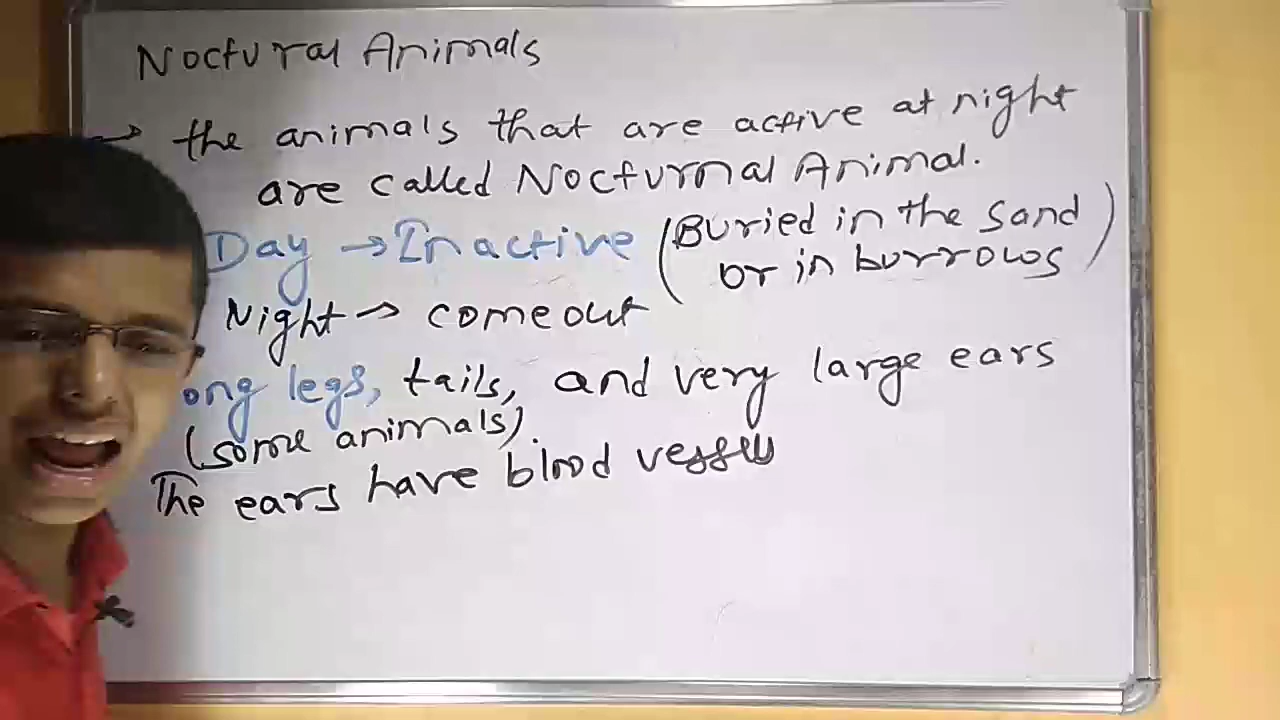 Noctural Animals
→ the animals that are active at night
are called Nocturnal Animal.
Day → Inactive (Buried in the sand
or in burrows)
Night → come out
ong legs, tails, and very large ears
(some animals)
The ears have blood vessels